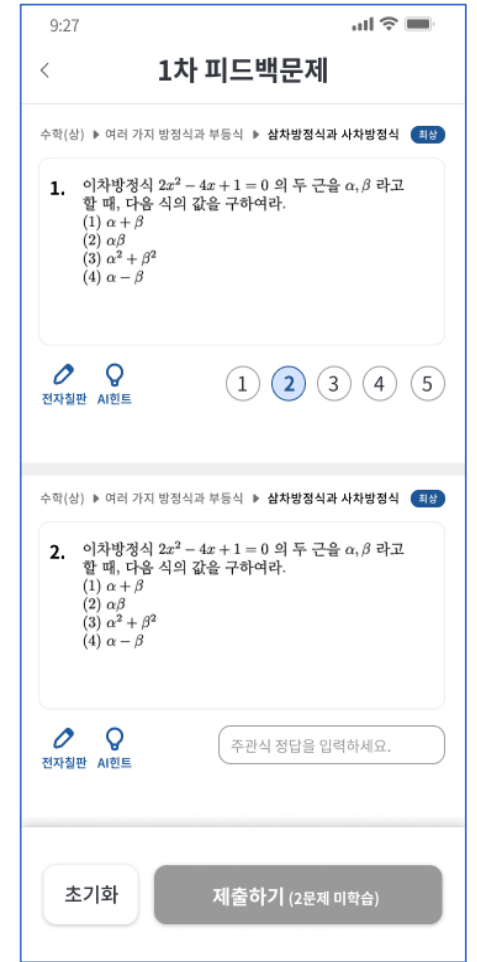 9:27
1차 피드백문제
수학(상) ▶ 여러 가지 방정식과 부등식 ▶ 삼차방정식과 사차방정식 최상
1. 이차방정식 2x² − 4x + 1 = 0 의 두 근을 α, β 라고
할 때, 다음 식의 값을 구하여라.
(1) α + β
(2) αβ
(3) α² + β²
(4) α − β
전자칠판 AI힌트
1 2 3 4 5
수학(상) ▶ 여러 가지 방정식과 부등식 ▶ 삼차방정식과 사차방정식 최상
2. 이차방정식 2x² − 4x + 1 = 0 의 두 근을 α, β 라고
할 때, 다음 식의 값을 구하여라.
(1) α + β
(2) αβ
(3) α² + β²
(4) α − β
전자칠판 AI힌트
주관식 정답을 입력하세요.
초기화
제출하기 (2문제 미학습)